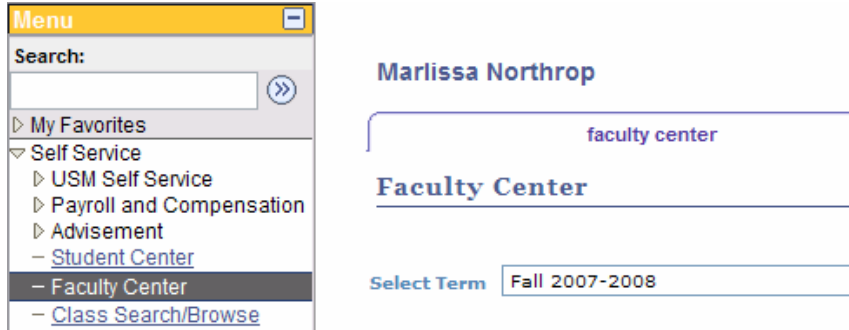 Menu
Search:
My Favorites
Self Service
USM Self Service
Payroll and Compensation
Advisement
Student Center
Faculty Center
Class Search/Browse
Marlissa Northrop
faculty center
Faculty Center
Select Term Fall 2007-2008